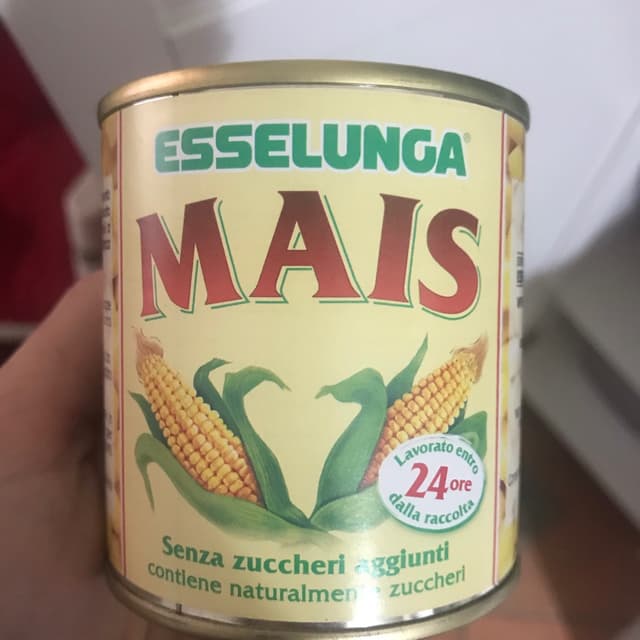 ESSELUNGA
MAIS
Lavorato entro
24 ore
dalla raccolta
Senza zuccheri aggiunti
contiene naturalmente zuccheri